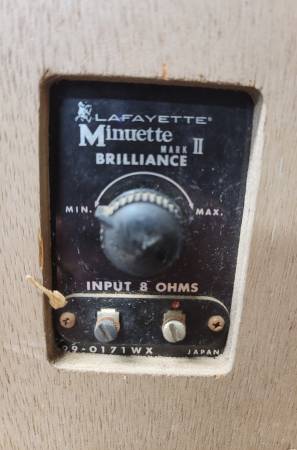 LAFAYETTE®
Minuette
MARK II
BRILLIANCE
MIN. MAX.
INPUT 8 OHMS
99-0171WX JAPAN